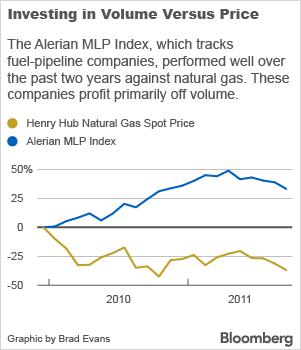 Investing in Volume Versus Price
The Alerian MLP Index, which tracks
fuel-pipeline companies, performed well over
the past two years against natural gas. These
companies profit primarily off volume.
Henry Hub Natural Gas Spot Price
Alerian MLP Index
50%
25
0
-25
-50
2010 2011
Graphic by Brad Evans
Bloomberg